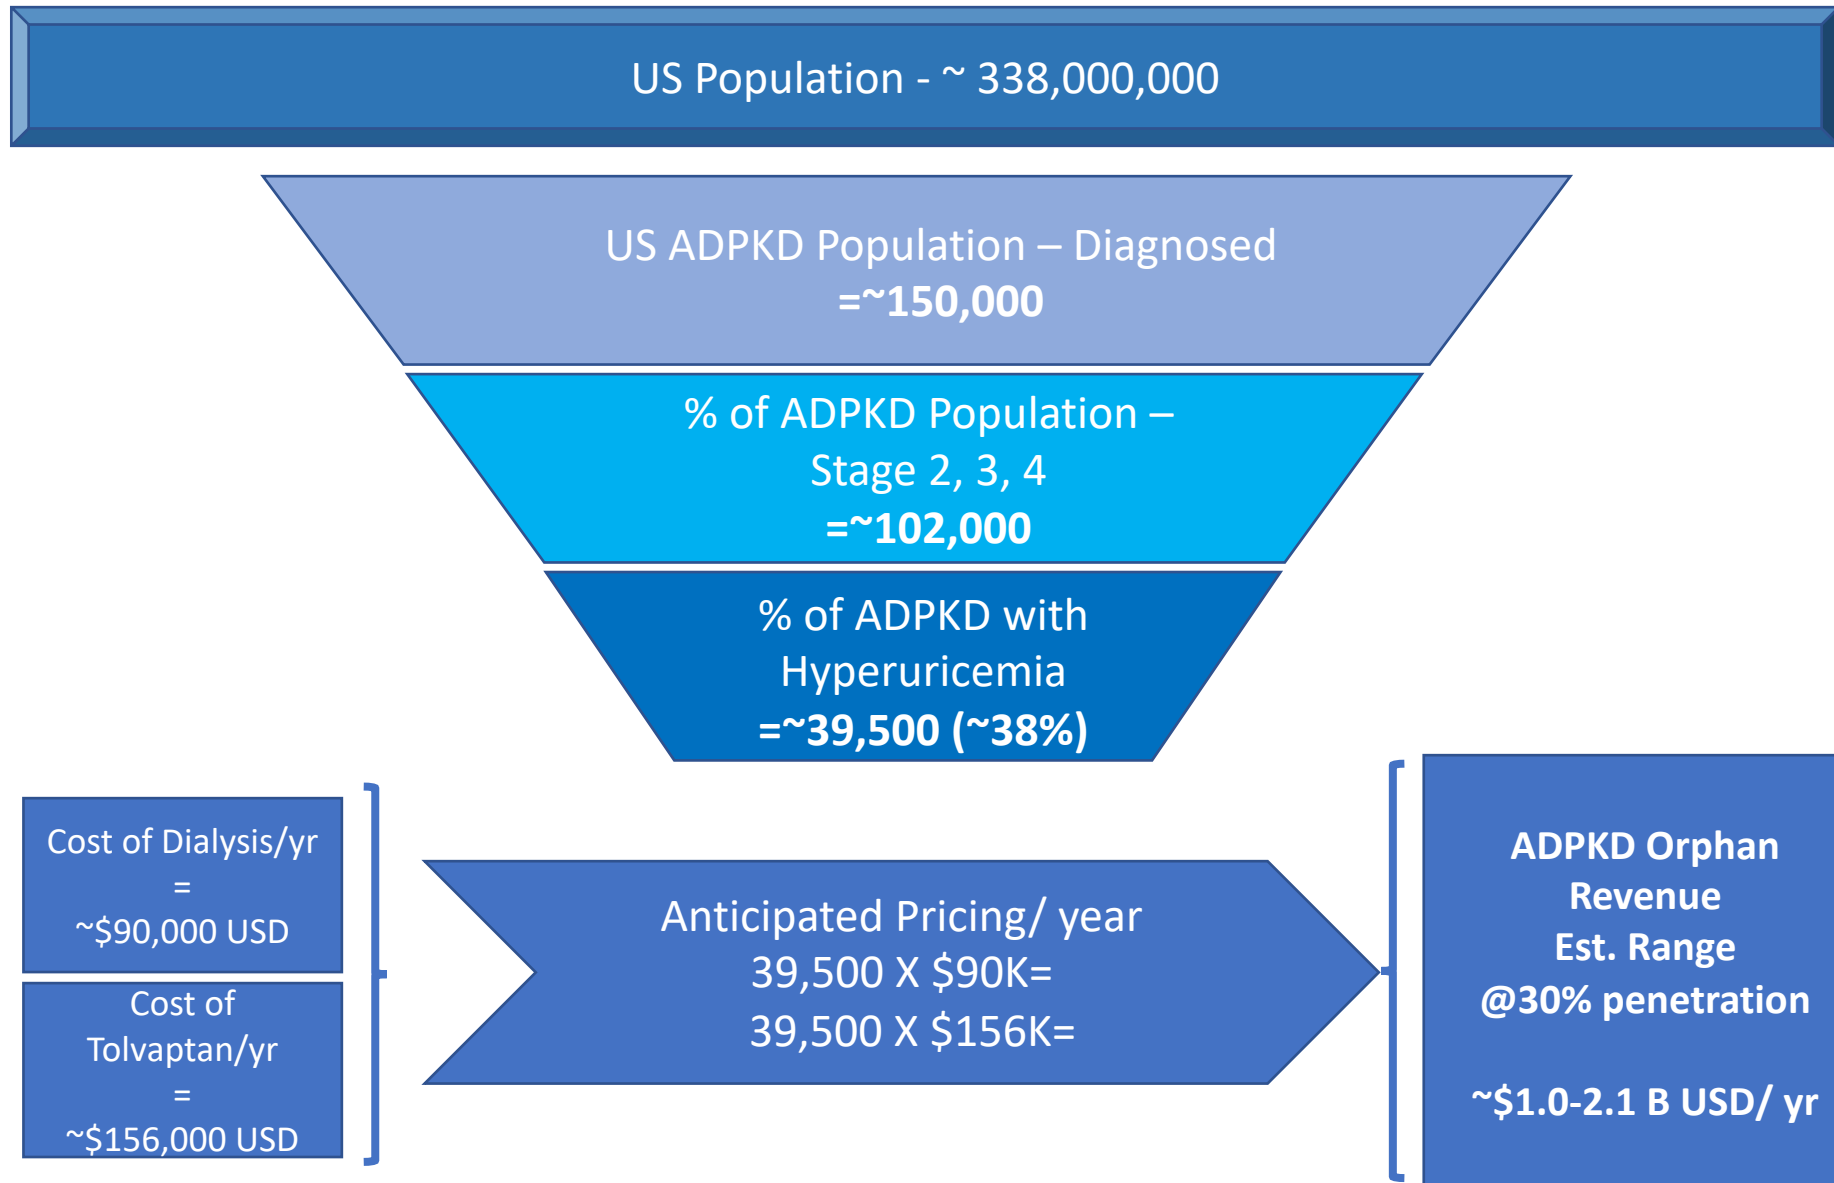 US Population - ~ 338,000,000
US ADPKD Population – Diagnosed
=~150,000
% of ADPKD Population –
Stage 2, 3, 4
=~102,000
% of ADPKD with
Hyperuricemia
=~39,500 (~38%)
Cost of Dialysis/yr
=
~$90,000 USD
Cost of
Tolvaptan/yr
=
~$156,000 USD
Anticipated Pricing/ year
39,500 X $90K=
39,500 X $156K=
ADPKD Orphan
Revenue
Est. Range
@30% penetration
~$1.0-2.1 B USD/ yr